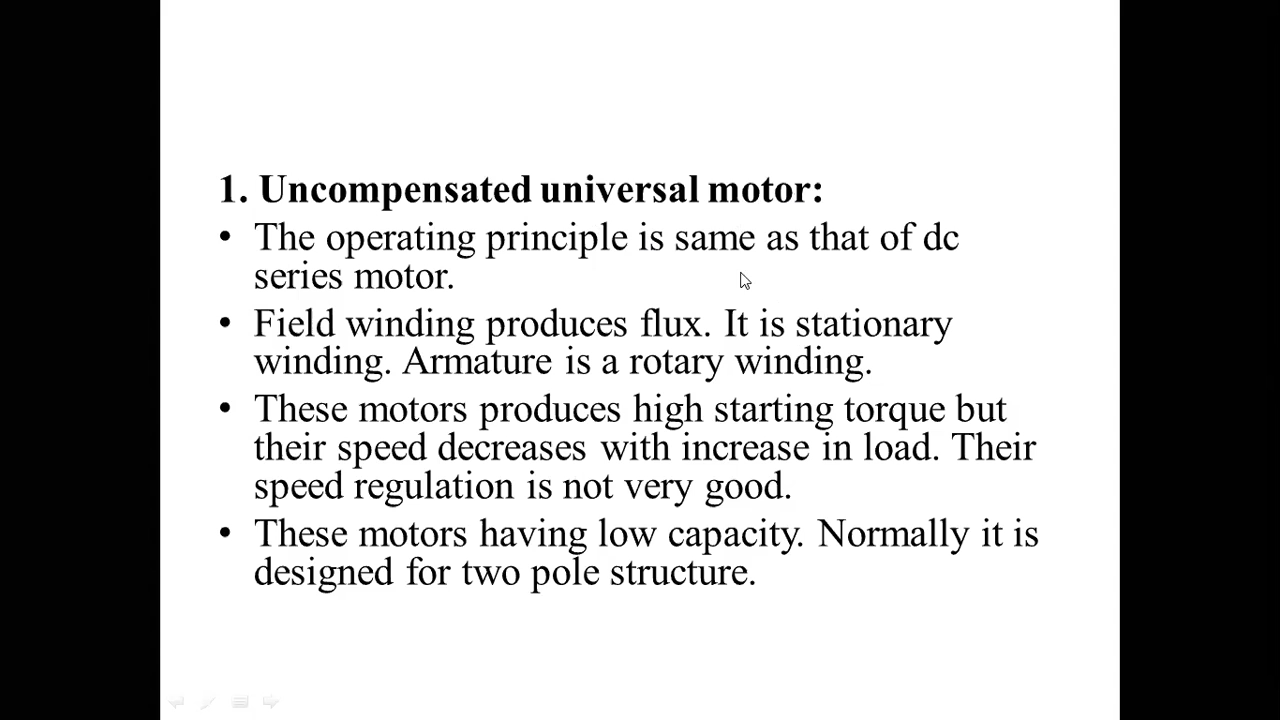 1. Uncompensated universal motor:
• The operating principle is same as that of dc
series motor.
• Field winding produces flux. It is stationary
winding. Armature is a rotary winding.
• These motors produces high starting torque but
their speed decreases with increase in load. Their
speed regulation is not very good.
• These motors having low capacity. Normally it is
designed for two pole structure.